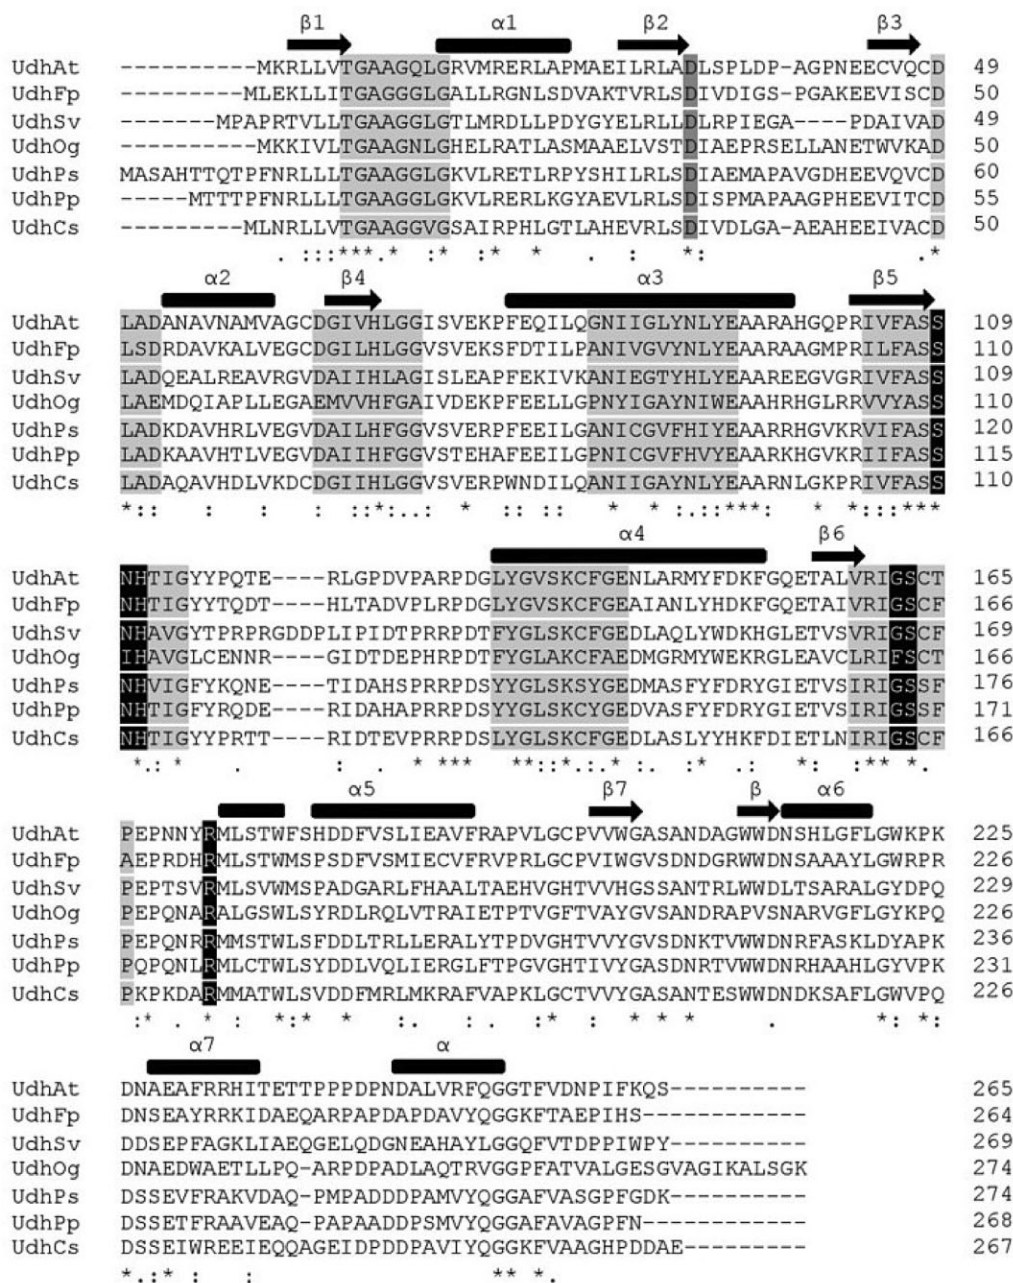 β1 α1 β2 β3
UdhAt ----------MKRLLVTGAAGQLGRVMRERLAPMAEILRLADLSPLDP-AGPNEECVQCD 49
UdhFp ---------MLEKLLITGAGGGLGALLRGNLSDVAKTVRLSDIVDIGS-PGAKEEVISCD 50
UdhSv -------MPAPRTVLLTGAAGGLGTLMRDLLPDYGYELRLLDLRPIEGA----PDAIVAD 49
UdhOg ----------MKKIVLTGAAGNLGHELRATLASMAAELVSTDIAEPRSELLANETWVKAD 50
UdhPs MASAHTTQTPFNRLLLTGAAGGLGKVLRETLRPYSHILRLSDIAEMAPAVGDHEEVQVCD 60
UdhPp -----MTTTPFNRLLLTGAAGGLGKVLRERLKGYAEVLRLSDISPMAPAAGPHEEVITCD 55
UdhCs ---------MLNRLLVTGAAGGVGSAIRPHLGTLAHEVRLSDIVDLGA-AEAHEEIVACD 50
. :::***.** :* :* * . : *: . *
α2 β4 α3 β5
UdhAt LADANAVNAMVAGCDGIVHLGGISVEKPFEQILQGNIIGLYNLYEAARAHGQPRIVFASS 109
UdhFp LSDRDAVKALVEGCDGILHLGGVSVEKSFDTILPANIVGVYNLYEAARAAGMPRILFASS 110
UdhSv LADQEALREAVRGVDAIIHLAGISLEAPFEKIVKANIEGTYHLYEAAREEGVGRIVFASS 109
UdhOg LAEMDQIAPLLEGAEMVVHFGAIVDEKPFEELLGPNYIGAYNIWEAAHRHGLRRVVYASS 110
UdhPs LADKDAVHRLVEGVDAILHFGGVSVERPFEEILGANICGVFHIYEAARRHGVKRVIFASS 120
UdhPp LADKAAVHTLVEGVDAIIHFGGVSTEHAFEEILGPNICGVFHVYEAARKHGVKRIIFASS 115
UdhCs LADAQAVHDLVKDCDGIIHLGGVSVERPWNDILQANIIGAYNLYEAARNLGKPRIVFASS 110
*:: : : : ::*:..: * :: :: * * :.::***: * *:::***
α4 β6
UdhAt NHTIGYYPQTE----RLGPDVPARPDGLYGVSKCFGENLARMYFDKFGQETALVRIGSCT 165
UdhFp NHTIGYYTQDT----HLTADVPLRPDGLYGVSKCFGEAIANLYHDKFGQETAIVRIGSCF 166
UdhSv NHAVGYTPRPRGDDPLIPIDTPRRPDTFYGLSKCFGEDLAQLYWDKHGLETVSVRIGSCF 169
UdhOg IHAVGLCENNR----GIDTDEPHRPDTFYGLAKCFAEDMGRMYWEKRGLEAVCLRIFSCT 166
UdhPs NHVIGFYKQNE----TIDAHSPRRPDSYYGLSKSYGEDMASFYFDRYGIETVSIRIGSSF 176
UdhPp NHVIGFYRQDE----RIDAHAPRRPDSYYGLSKCYGEDVASFYFDRYGIETVSIRIGSSF 171
UdhCs NHTIGYYPRTT----RIDTEVPRRPDSLYGLSKCFGEDLASLYYHKFDIETLNIRIGSCF 166
*.:* . : . * *** **::*.:.* :. :* .: *: :** *.
α5 β7 β α6
UdhAt PEPNNYRMLSTWFSHDDFVSLIEAVFRAPVLGCPVVWGASANDAGWWDNSHLGFLGWKPK 225
UdhFp AEPRDHRMLSTWMSPSDFVSMIECVFRVPRLGCPVIWGVSDNDGRWWDNSAAAYLGWRPR 226
UdhSv PEPTSVRMLSVWMSPADGARLFHAALTAEHVGHTVVHGSSANTRLWWDLTSARALGYDPQ 229
UdhOg PEPQNARALGSWLSYRDLRQLVTRAIETPTVGFTVAYGVSANDRAPVSNARVGFLGYKPQ 226
UdhPs PEPQNRRMMSTWLSFDDLTRLLERALYTPDVGHTVVYGVSDNKTVWWDNRFASKLDYAPK 236
UdhPp PQPQNLRMLCTWLSYDDLVQLIERGLFTPGVGHTIVYGASDNRTVWWDNRHAAHLGYVPK 231
UdhCs PKPKDARMMATWLSVDDFMRLMKRAFVAPKLGCTVVYGASANTESWWDNDKSAFLGWVPQ 226
:* . * : *:* * :. : . :* .: * * * . *: *:
α7 α
UdhAt DNAEAFRRHITETTPPPDPNDALVRFQGGTFVDNPIFKQS---------- 265
UdhFp DNSEAYRRKIDAEQARPAPDAPDAVYQGGKFTAEPIHS------------ 264
UdhSv DDSEPFAGKLIAEQGELQDGNEAHAYLGGQFVTDPPIWPY---------- 269
UdhOg DNAEDWAETLLPQ-ARPDPADLAQTRVGGPFATVALGESGVAGIKALSGK 274
UdhPs DSSEVFRAKVDAQ-PMPADDDPAMVYQGGAFVASGPFGDK---------- 274
UdhPp DSSETFRAAVEAQ-PAPAADDPSMVYQGGAFAVAGPFN------------ 268
UdhCs DSSEIWREEIEQQAGEIDPDDPAVIYQGGKFVAAGHPDDAE--------- 267
*.:* : : ** *.